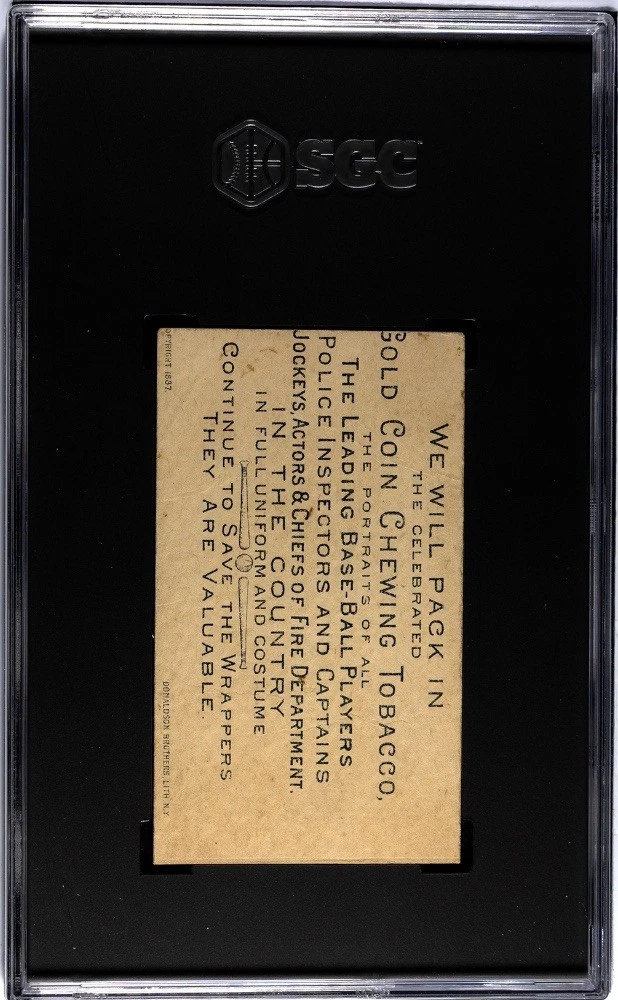 SGC
WE WILL PACK IN
THE CELEBRATED
GOLD COIN CHEWING TOBACCO,
THE PORTRAITS OF ALL
THE LEADING BASE-BALL PLAYERS
POLICE INSPECTORS AND CAPTAINS
JOCKEYS, ACTORS & CHIEFS OF FIRE DEPARTMENT.
IN THE COUNTRY
IN FULL UNIFORM AND COSTUME
CONTINUE TO SAVE THE WRAPPERS
THEY ARE VALUABLE.
OPYRIGHT 1887.
DONALDSON BROTHERS, LITH N.Y